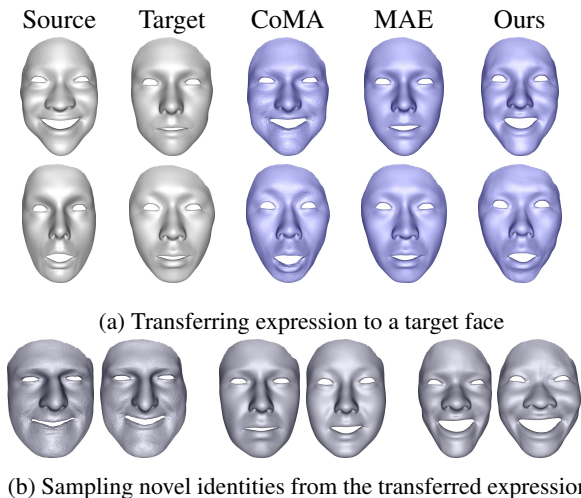 Source Target CoMA MAE Ours
(a) Transferring expression to a target face
(b) Sampling novel identities from the transferred expression